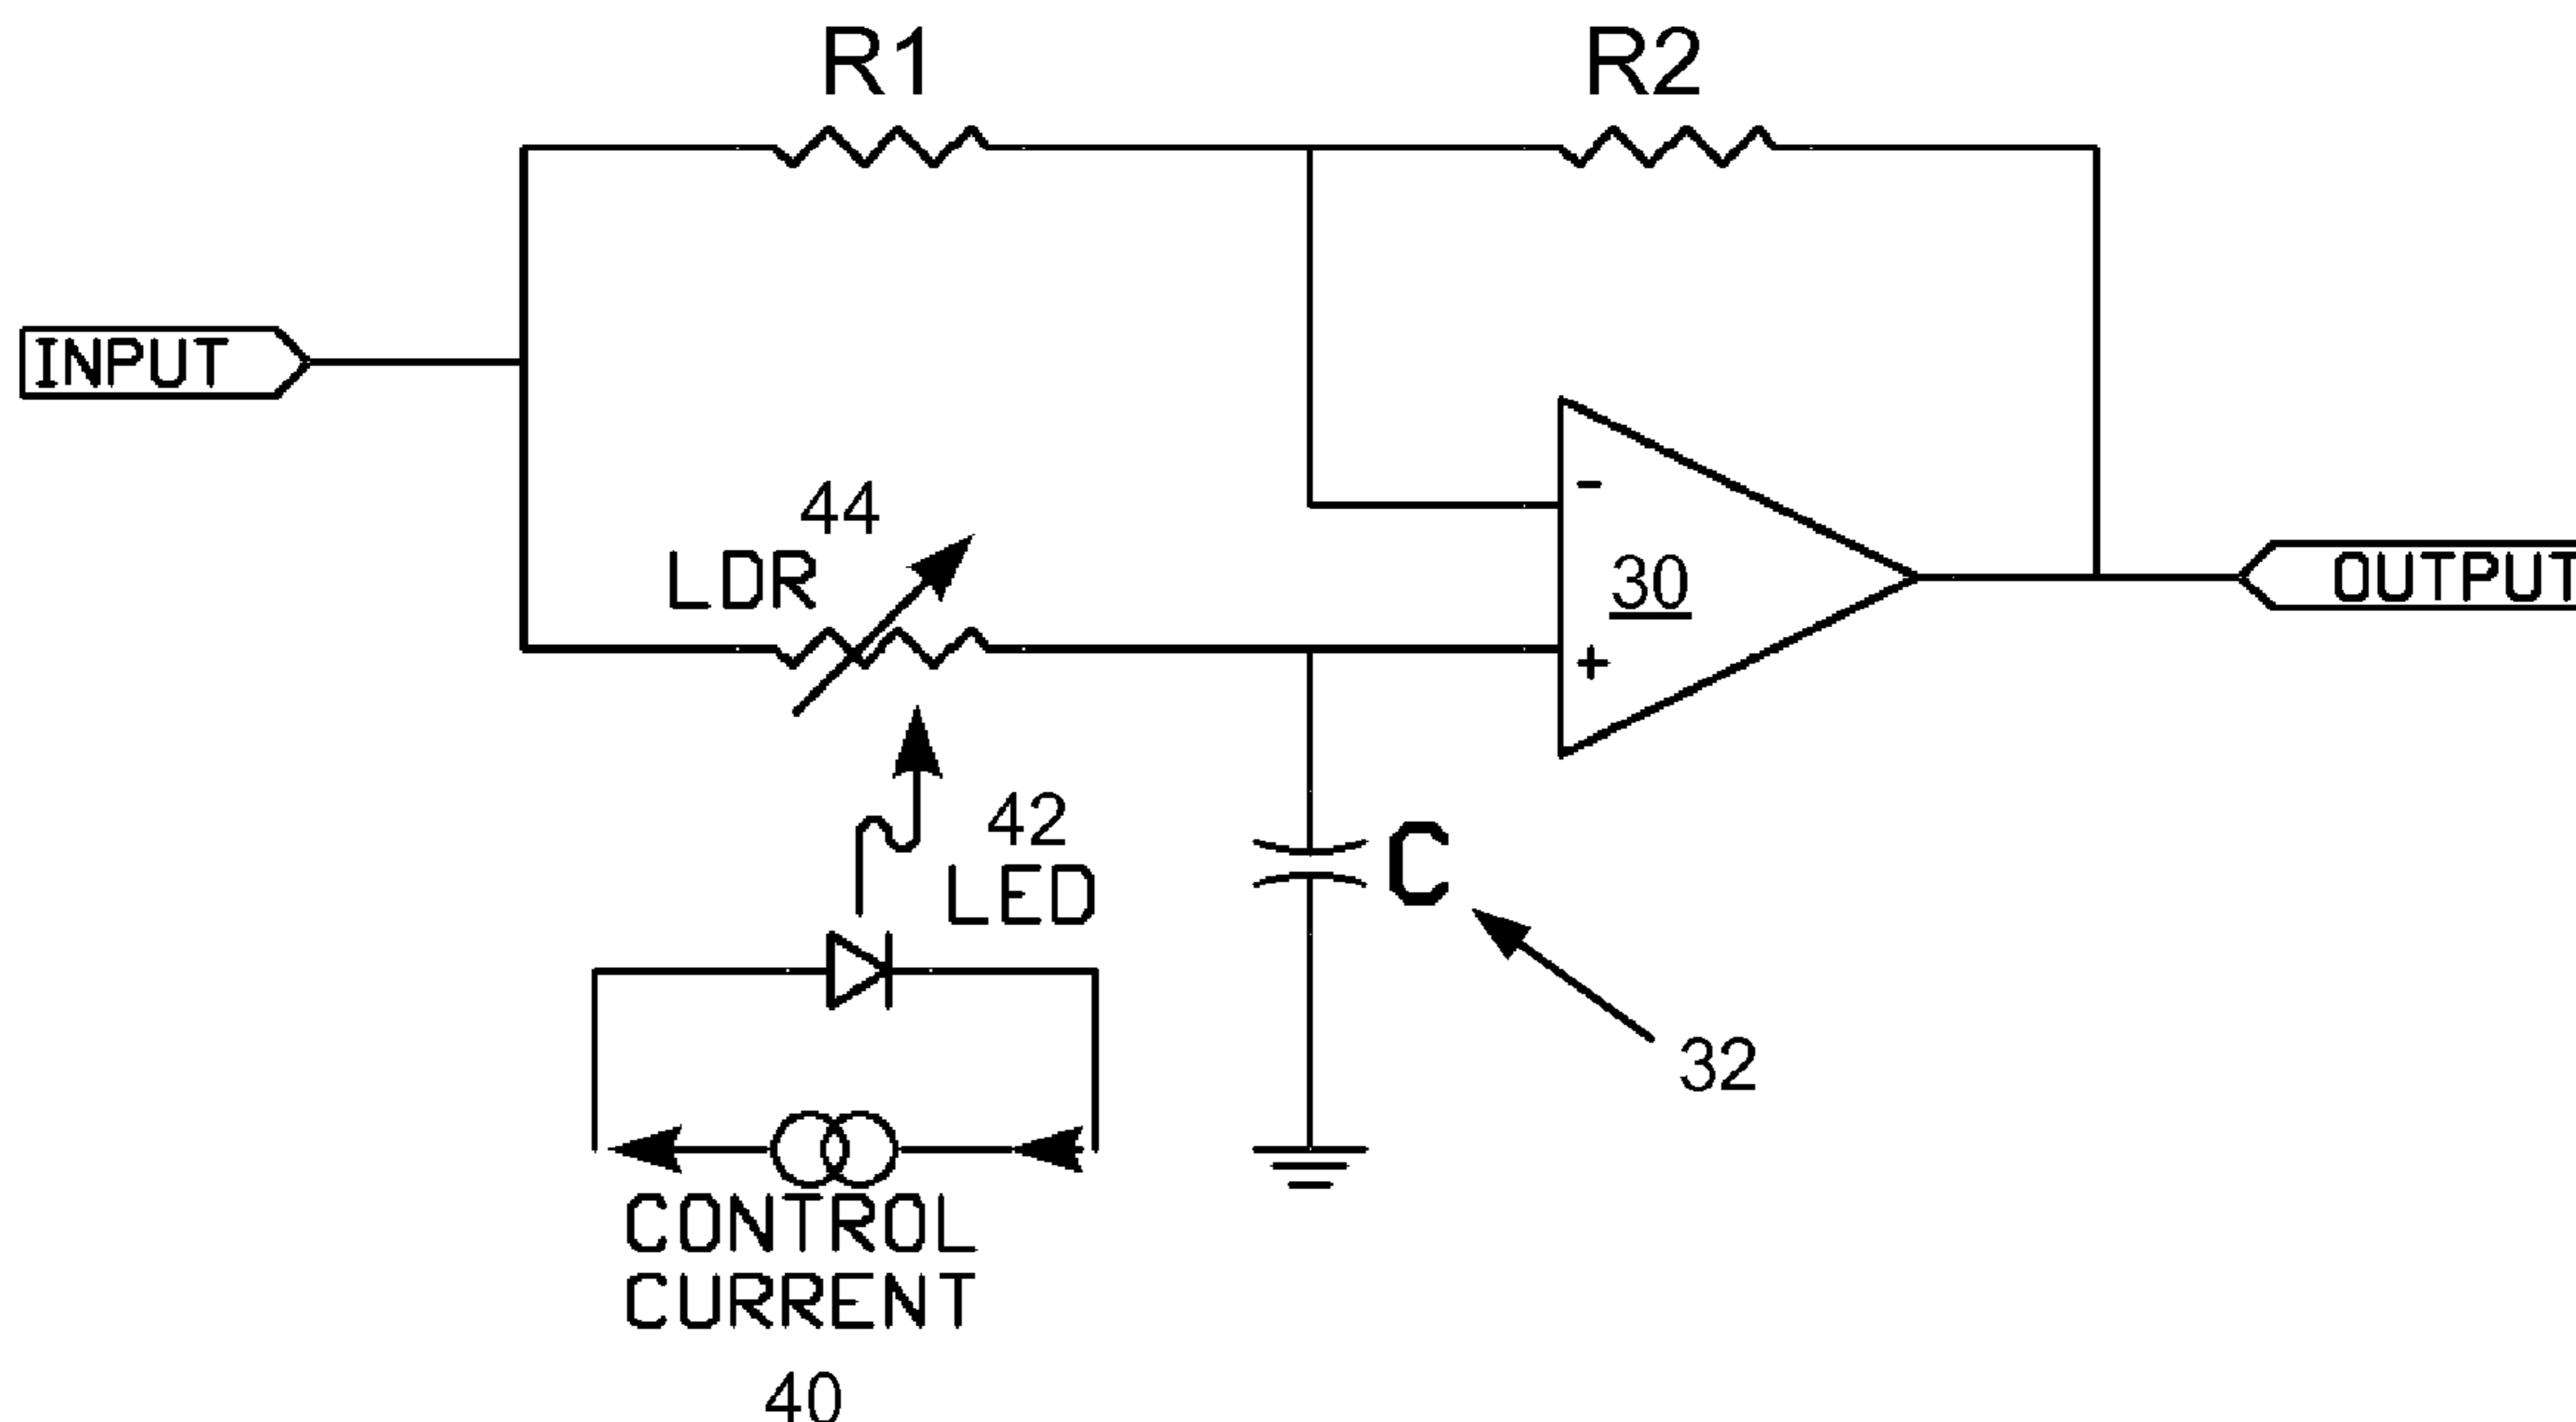 R1
R2
INPUT
44
LDR
-
30
+
OUTPUT
42
LED
C
32
CONTROL
CURRENT
40